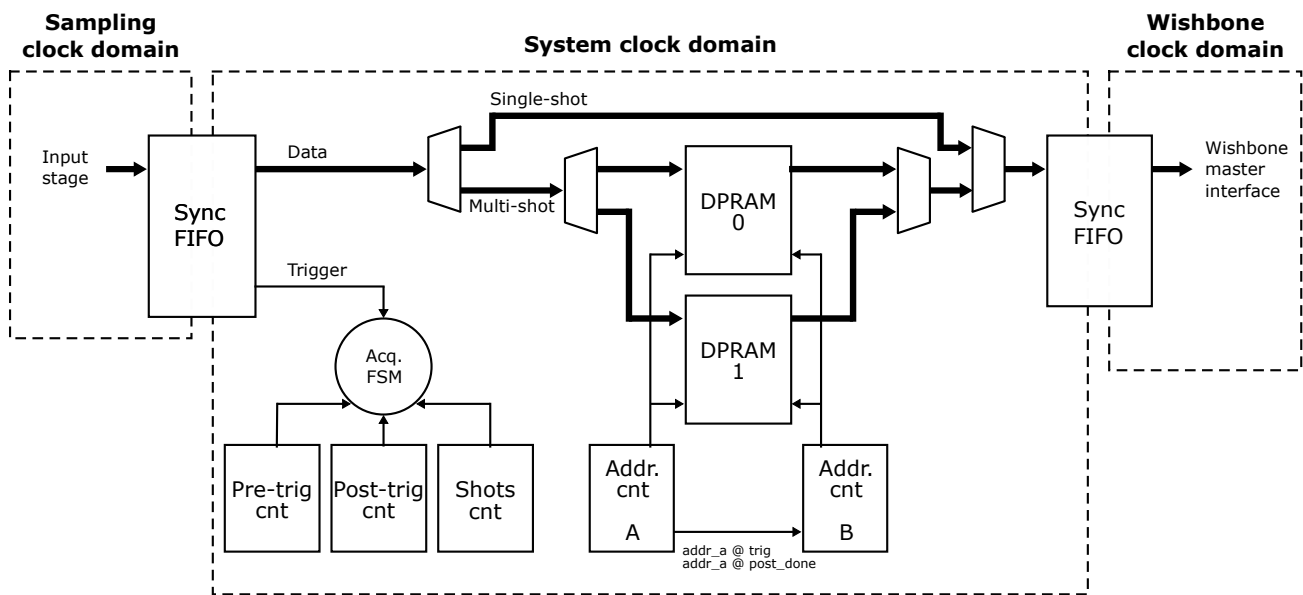 Sampling
clock domain
System clock domain
Wishbone
clock domain
Single-shot
Input
stage
Data
Multi-shot
Sync
FIFO
Trigger
DPRAM
0
DPRAM
1
Sync
FIFO
Wishbone
master
interface
Acq.
FSM
Pre-trig
cnt
Post-trig
cnt
Shots
cnt
Addr.
cnt
A
Addr.
cnt
B
addr_a @ trig
addr_a @ post_done